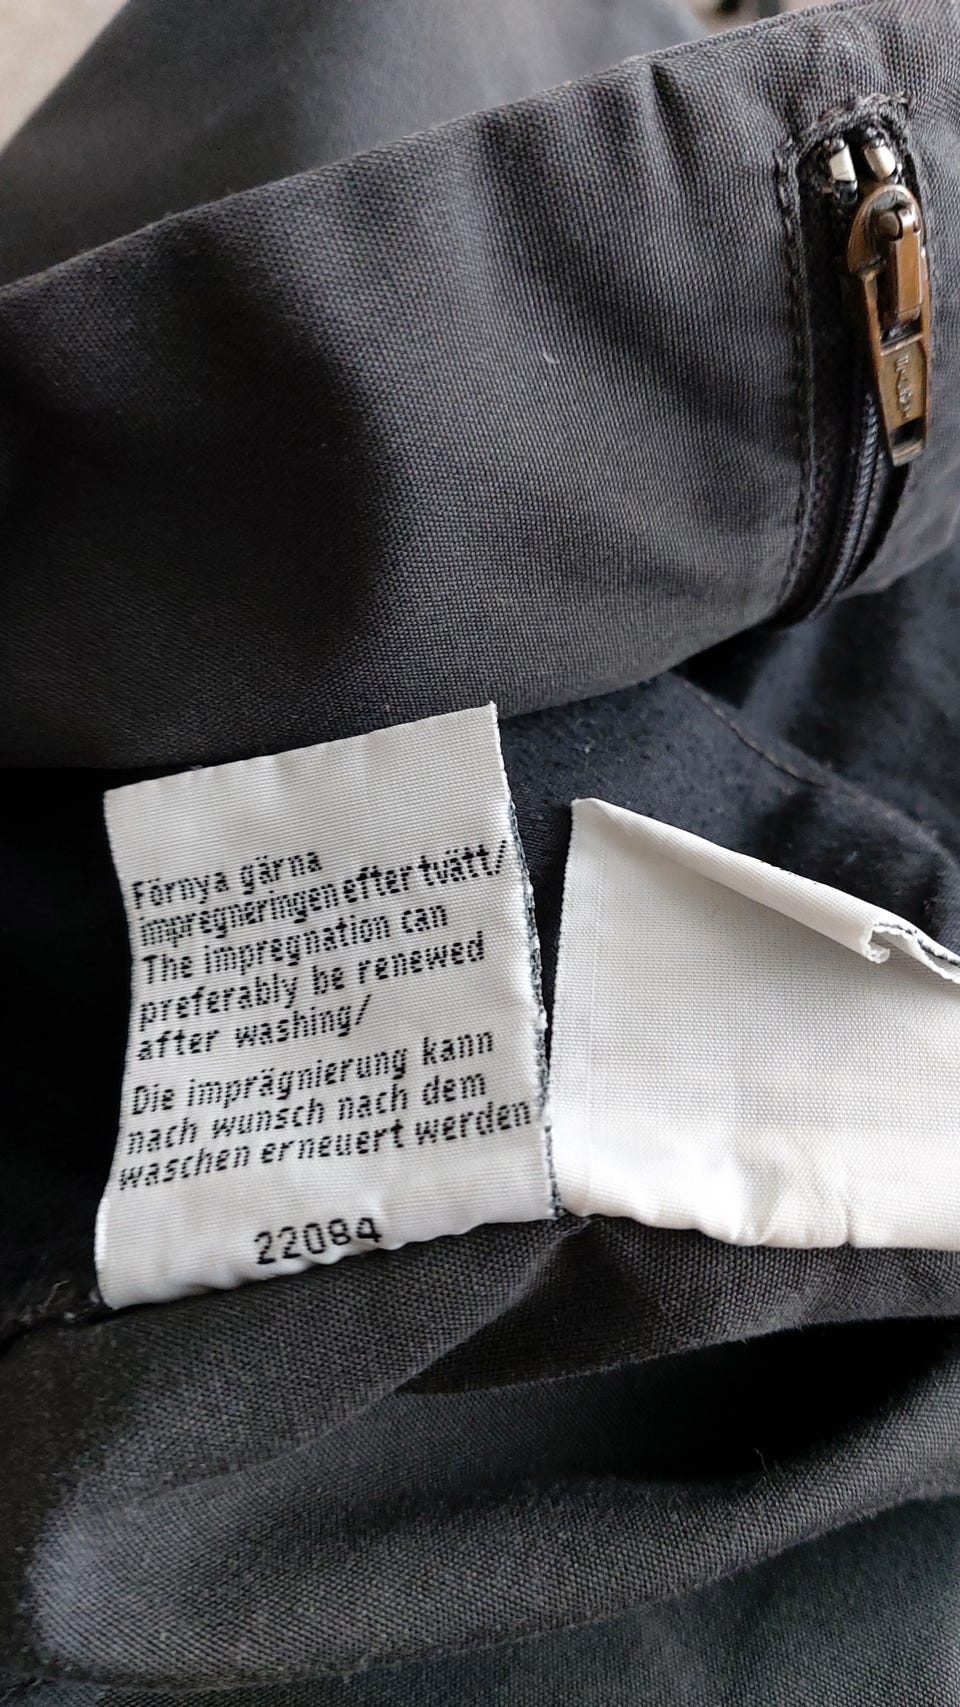 Förnya gärna
impregneringen efter tvätt/
The impregnation can
preferably be renewed
after washing/
Die imprägnierung kann
nach wunsch nach dem
waschen erneuert werden
22084